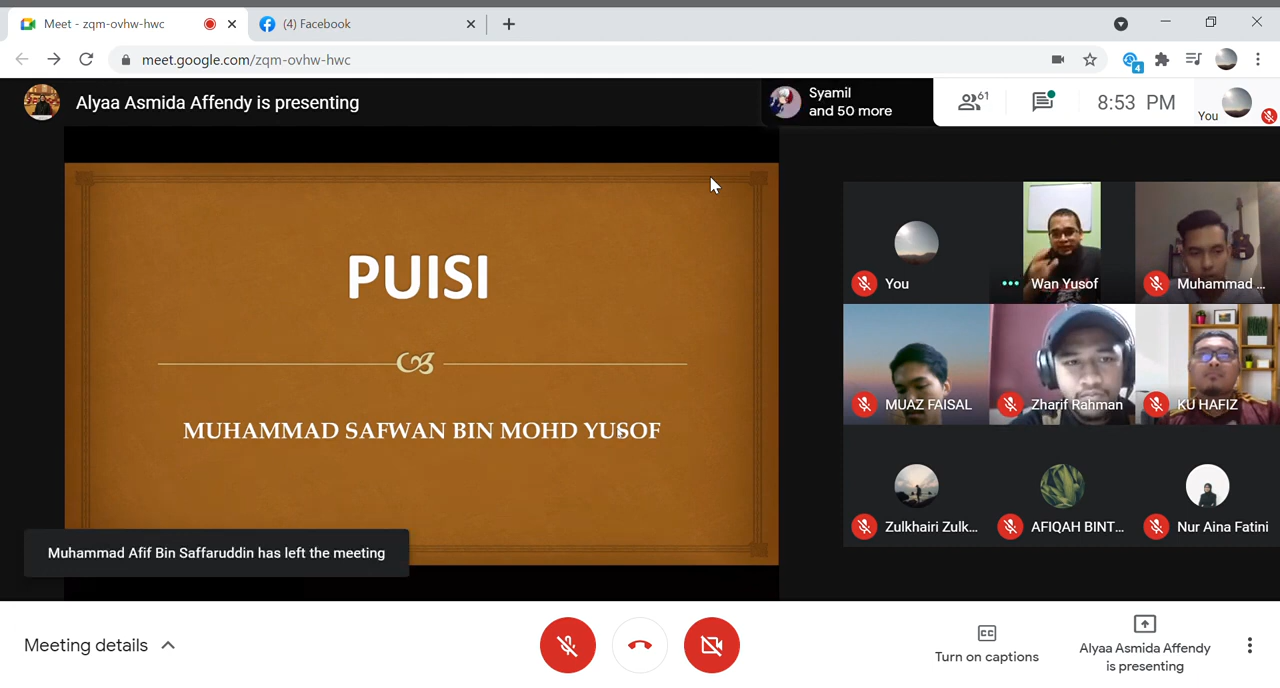 Meet - zqm-ovhw-hwc
(4) Facebook
meet.google.com/zqm-ovhw-hwc
4
Alyaa Asmida Affendy is presenting
Syamil
and 50 more
61
8:53 PM
You
PUISI
MUHAMMAD SAFWAN BIN MOHD YUSOF
You
Wan Yusof
Muhammad ...
MUAZ FAISAL
Zharif Rahman
KU HAFIZ
Zulkhairi Zulk...
AFIQAH BINT...
Nur Aina Fatini
Muhammad Afif Bin Saffaruddin has left the meeting
Meeting details
Turn on captions
Alyaa Asmida Affendy
is presenting